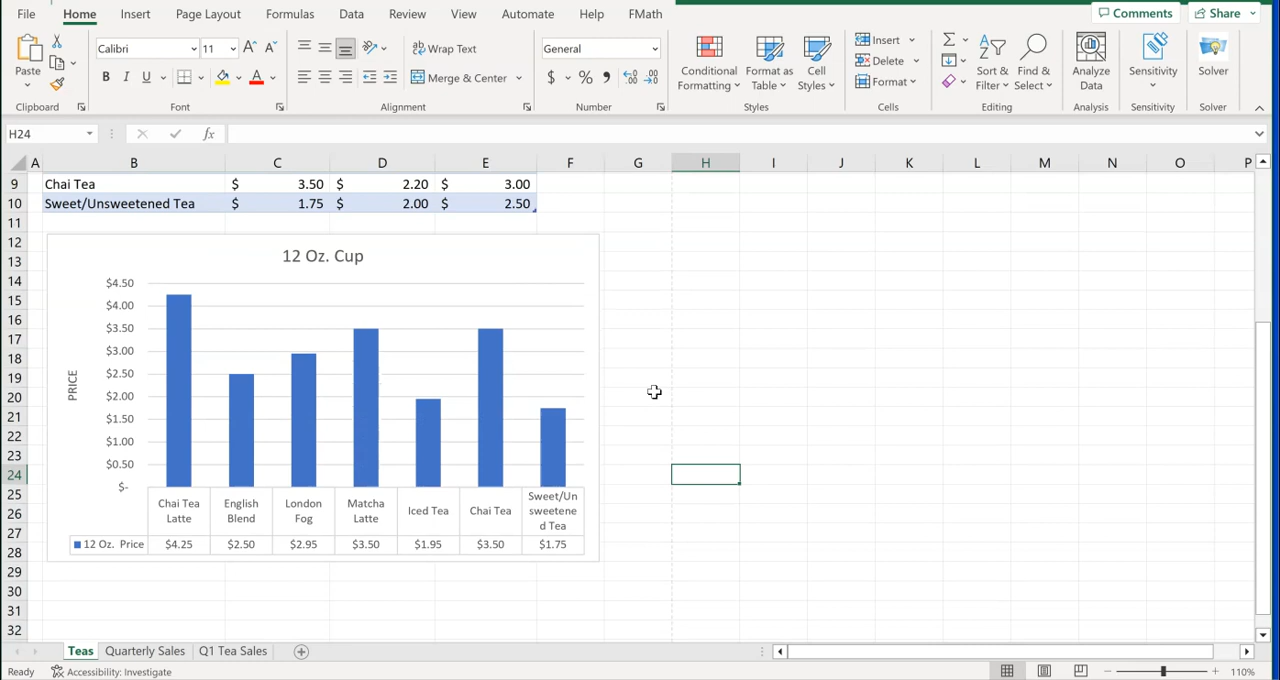 File Home Insert Page Layout Formulas Data Review View Automate Help FMath Comments Share
Calibri 11 A A ab Wrap Text General Insert
Paste B I U A Merge & Center $ % , Conditional Formatting Format as Table Cell Styles Delete Format Sort & Filter Find & Select Analyze Data Sensitivity Solver
Clipboard Font Alignment Number Styles Cells Editing Analysis Sensitivity Solver
H24 fx
A B C D E F G H I J K L M N O P
9 Chai Tea $ 3.50 $ 2.20 $ 3.00
10 Sweet/Unsweetened Tea $ 1.75 $ 2.00 $ 2.50
11
12
13
14
15
16
17
18
19
20
21
22
23
24
25
26
27
28
29
30
31
32
12 Oz. Cup
$4.50
$4.00
$3.50
$3.00
$2.50
$2.00
$1.50
$1.00
$0.50
$-
PRICE
Chai Tea Latte
English Blend
London Fog
Matcha Latte
Iced Tea
Chai Tea
Sweet/Un
sweetene
d Tea
12 Oz. Price $4.25 $2.50 $2.95 $3.50 $1.95 $3.50 $1.75
Teas Quarterly Sales Q1 Tea Sales
Ready Accessibility: Investigate 110%